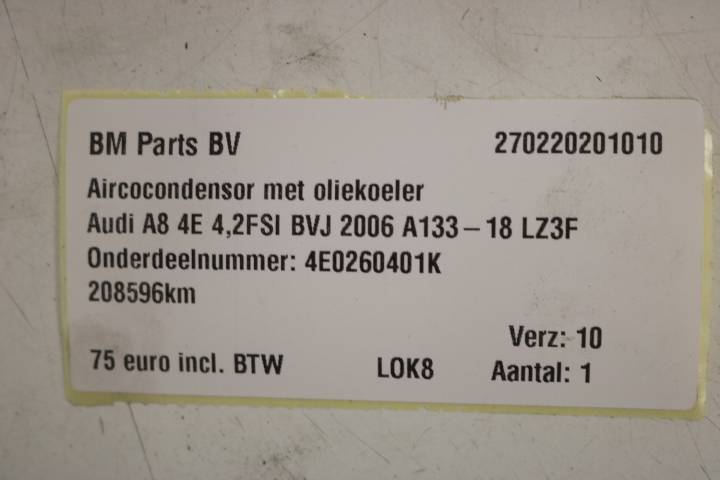 BM Parts BV 270220201010
Aircocondensor met oliekoeler
Audi A8 4E 4,2FSI BVJ 2006 A133-18 LZ3F
Onderdeelnummer: 4E0260401K
208596km
Verz: 10
75 euro incl. BTW LOK8 Aantal: 1